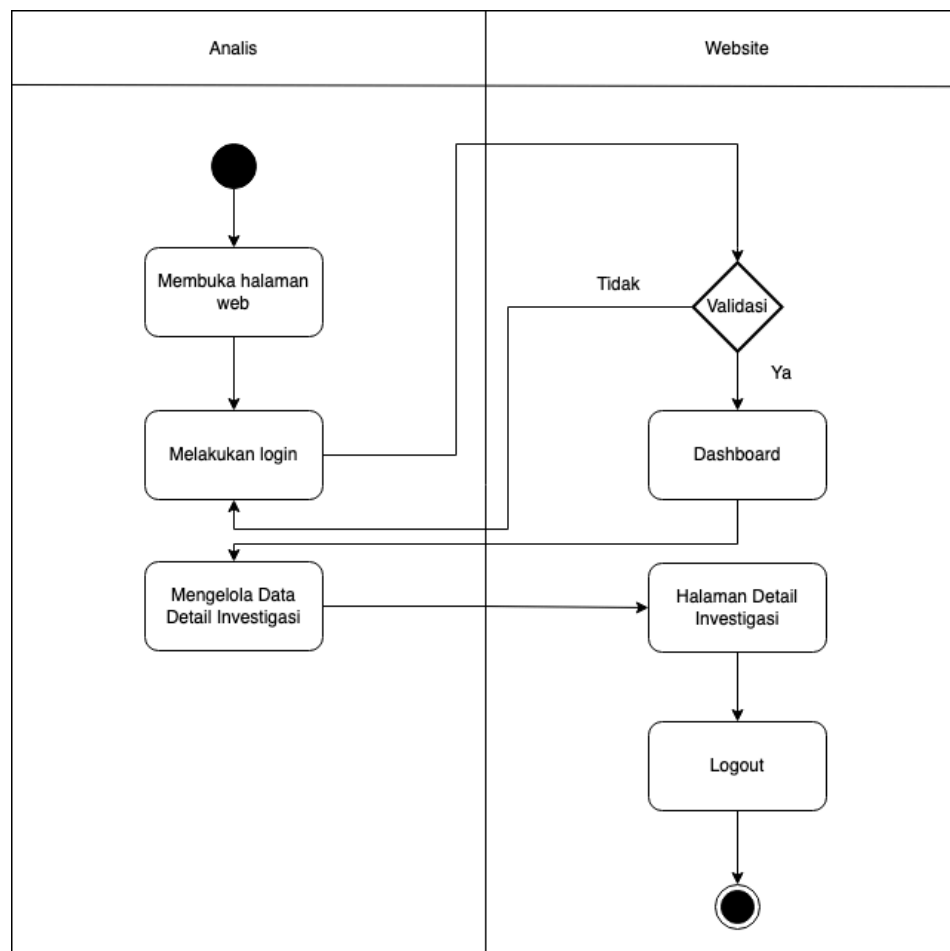 Analis
Website
Membuka halaman
web
Tidak
Validasi
Ya
Melakukan login
Dashboard
Mengelola Data
Detail Investigasi
Halaman Detail
Investigasi
Logout